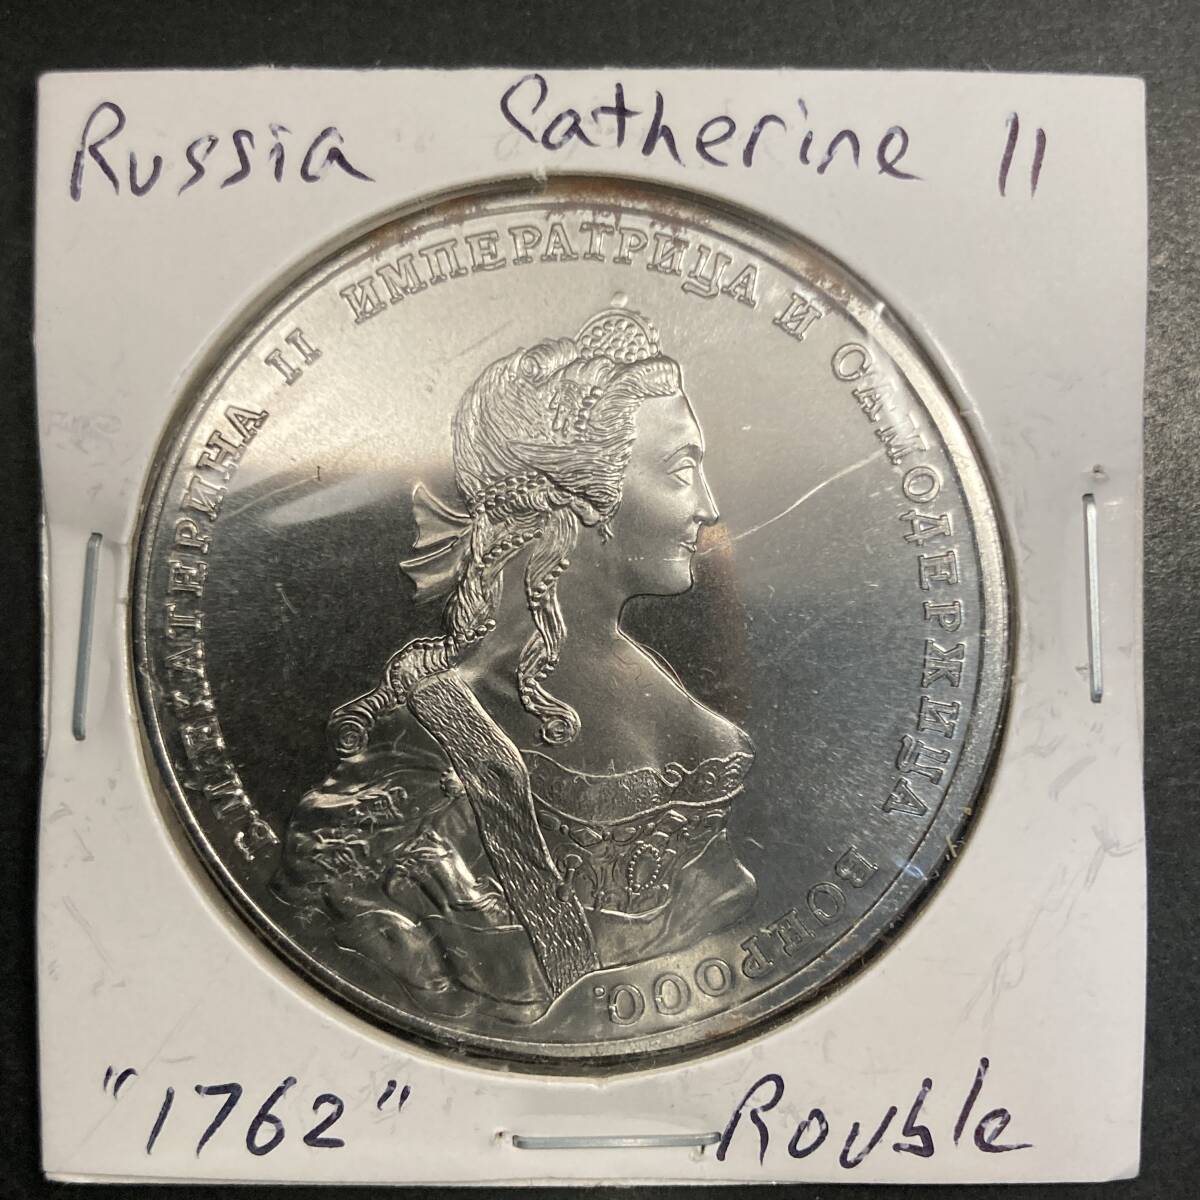 Russia Catherine II
Б.М.ЕКАТЕРИНА II ИМПЕРАТРИЦА И САМОДЕРЖИЦА ВСЕРОСС.
"1762" Rouble